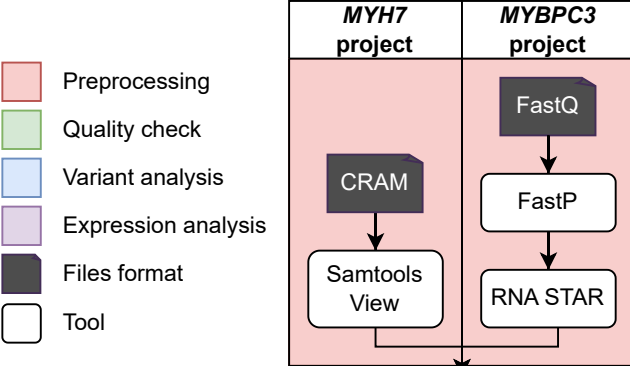 Preprocessing
Quality check
Variant analysis
Expression analysis
Files format
Tool
MYH7
project
MYBPC3
project
CRAM
Samtools
View
FastQ
FastP
RNA STAR